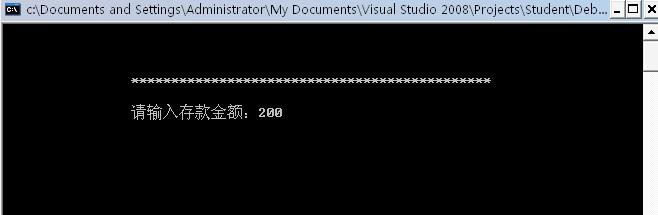 c:\Documents and Settings\Administrator\My Documents\Visual Studio 2008\Projects\Student\Deb...
*********************************************
请输入存款金额：200